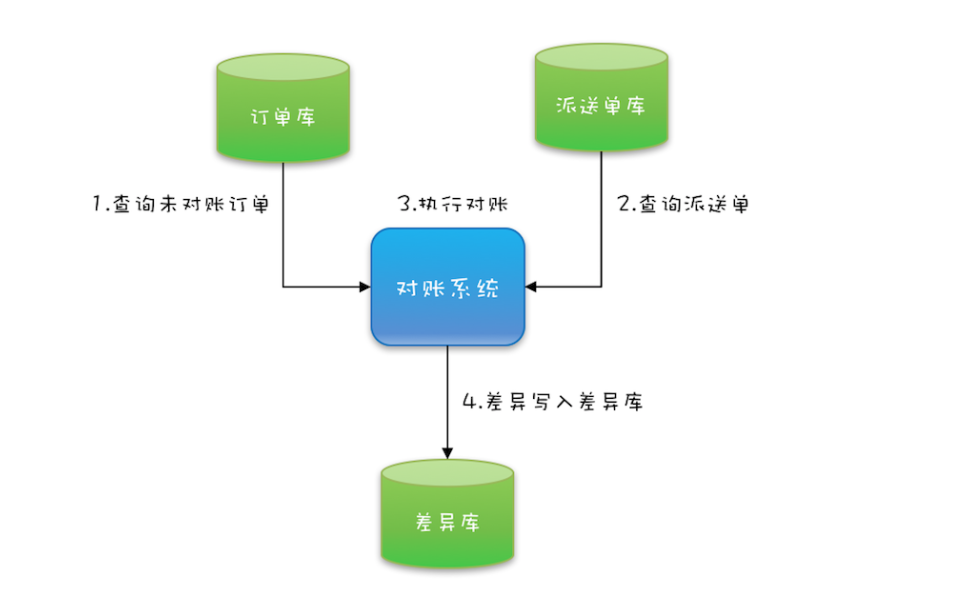 订单库
派送单库
1.查询未对账订单
3.执行对账
2.查询派送单
对账系统
4.差异写入差异库
差异库